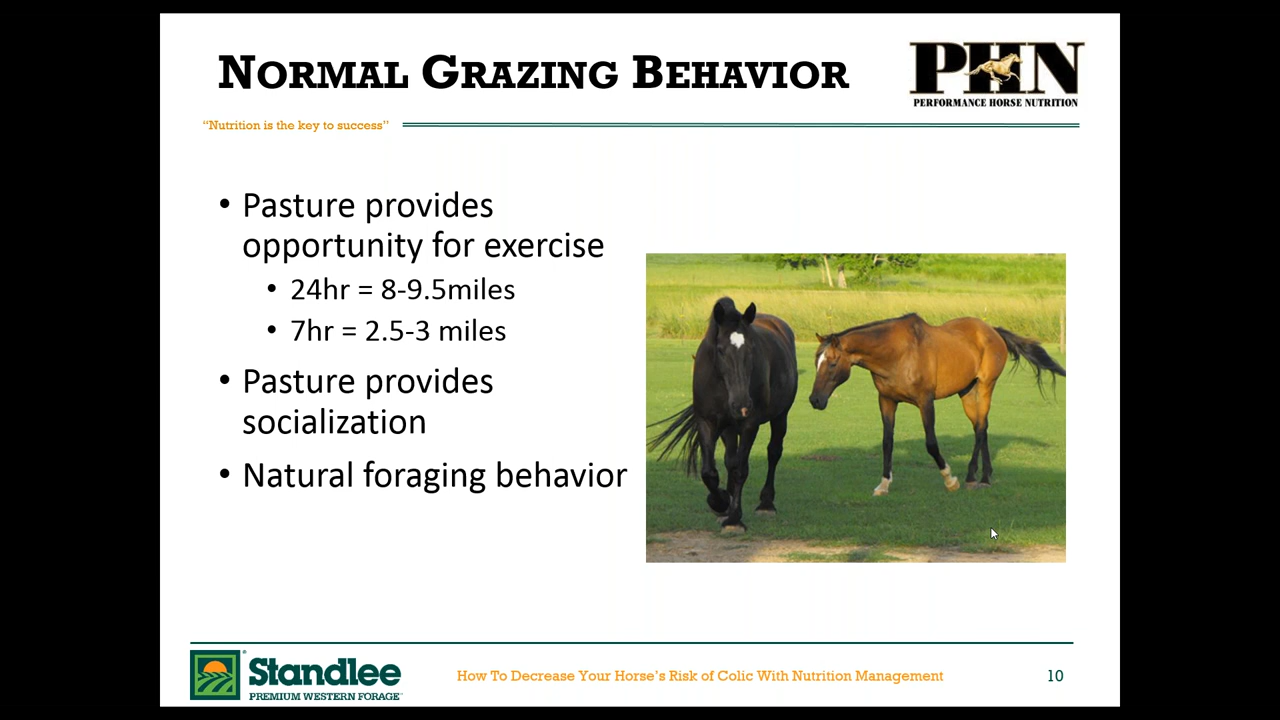 NORMAL GRAZING BEHAVIOR
PHN
PERFORMANCE HORSE NUTRITION
“Nutrition is the key to success”
• Pasture provides
opportunity for exercise
• 24hr = 8-9.5miles
• 7hr = 2.5-3 miles
• Pasture provides
socialization
• Natural foraging behavior
Standlee
PREMIUM WESTERN FORAGE
How To Decrease Your Horse’s Risk of Colic With Nutrition Management
10